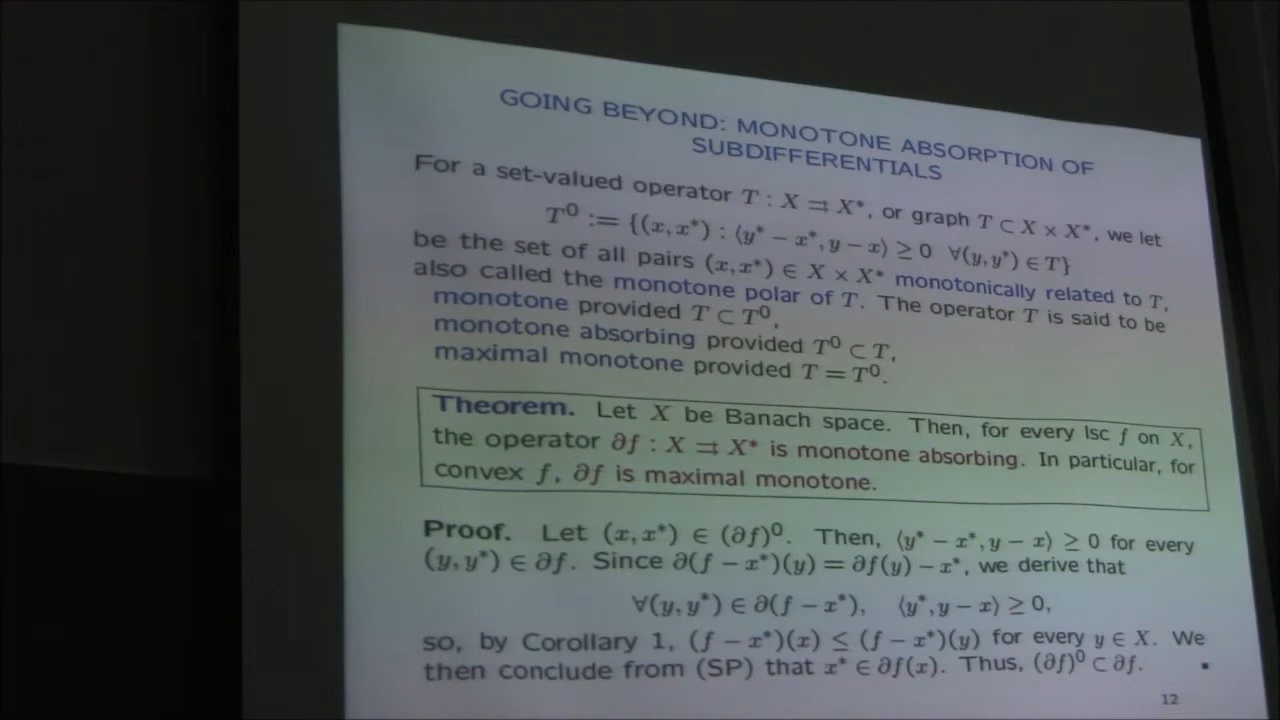 GOING BEYOND: MONOTONE ABSORPTION OF
SUBDIFFERENTIALS
For a set-valued operator T : X ⇉ X*, or graph T ⊂ X × X*, we let
T⁰ := {(x, x*) : ⟨y* − x*, y − x⟩ ≥ 0 ∀(y, y*) ∈ T}
be the set of all pairs (x, x*) ∈ X × X* monotonically related to T,
also called the monotone polar of T. The operator T is said to be
monotone provided T ⊂ T⁰,
monotone absorbing provided T⁰ ⊂ T,
maximal monotone provided T = T⁰.
Theorem. Let X be Banach space. Then, for every lsc f on X,
the operator ∂f : X ⇉ X* is monotone absorbing. In particular, for
convex f, ∂f is maximal monotone.
Proof. Let (x, x*) ∈ (∂f)⁰. Then, ⟨y* − x*, y − x⟩ ≥ 0 for every
(y, y*) ∈ ∂f. Since ∂(f − x*)(y) = ∂f(y) − x*, we derive that
∀(y, y*) ∈ ∂(f − x*), ⟨y*, y − x⟩ ≥ 0,
so, by Corollary 1, (f − x*)(x) ≤ (f − x*)(y) for every y ∈ X. We
then conclude from (SP) that x* ∈ ∂f(x). Thus, (∂f)⁰ ⊂ ∂f. ▪
12